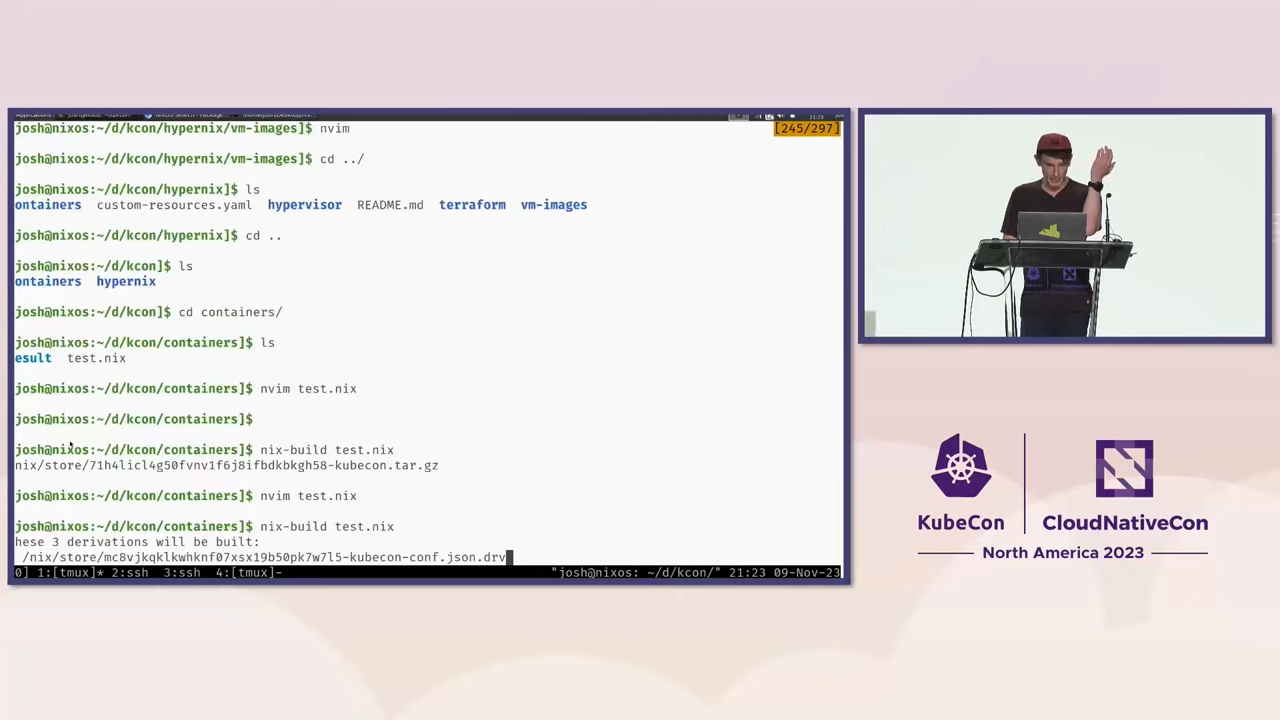 josh@nixos:~/d/kcon/hypernix/vm-images]$ nvim [245/297]
josh@nixos:~/d/kcon/hypernix/vm-images]$ cd ../
josh@nixos:~/d/kcon/hypernix]$ ls
ontainers custom-resources.yaml hypervisor README.md terraform vm-images
josh@nixos:~/d/kcon/hypernix]$ cd ..
josh@nixos:~/d/kcon]$ ls
ontainers hypernix
josh@nixos:~/d/kcon]$ cd containers/
josh@nixos:~/d/kcon/containers]$ ls
esult test.nix
josh@nixos:~/d/kcon/containers]$ nvim test.nix
josh@nixos:~/d/kcon/containers]$
josh@nixos:~/d/kcon/containers]$ nix-build test.nix
nix/store/71h4licl4g50fvnv1f6j8ifbdkbkgh58-kubecon.tar.gz
josh@nixos:~/d/kcon/containers]$ nvim test.nix
josh@nixos:~/d/kcon/containers]$ nix-build test.nix
hese 3 derivations will be built:
/nix/store/mc8vjkqklkwhknf07xsx19b50pk7w7l5-kubecon-conf.json.drv
0] 1:[tmux]* 2:ssh 3:ssh 4:[tmux]- "josh@nixos: ~/d/kcon/" 21:23 09-Nov-23
KubeCon
CloudNativeCon
North America 2023